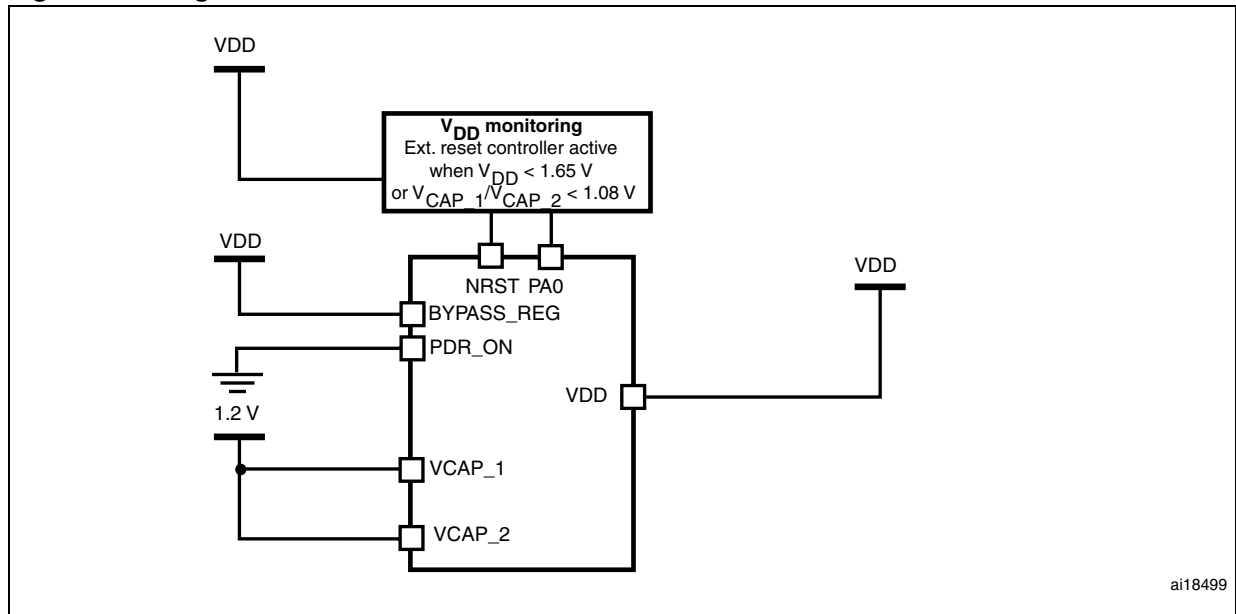 VDD
VDD monitoring
Ext. reset controller active
when VDD < 1.65 V
or VCAP_1/VCAP_2 < 1.08 V
VDD
NRST PA0
VDD
BYPASS_REG
PDR_ON
VDD
1.2 V
VCAP_1
VCAP_2
ai18499